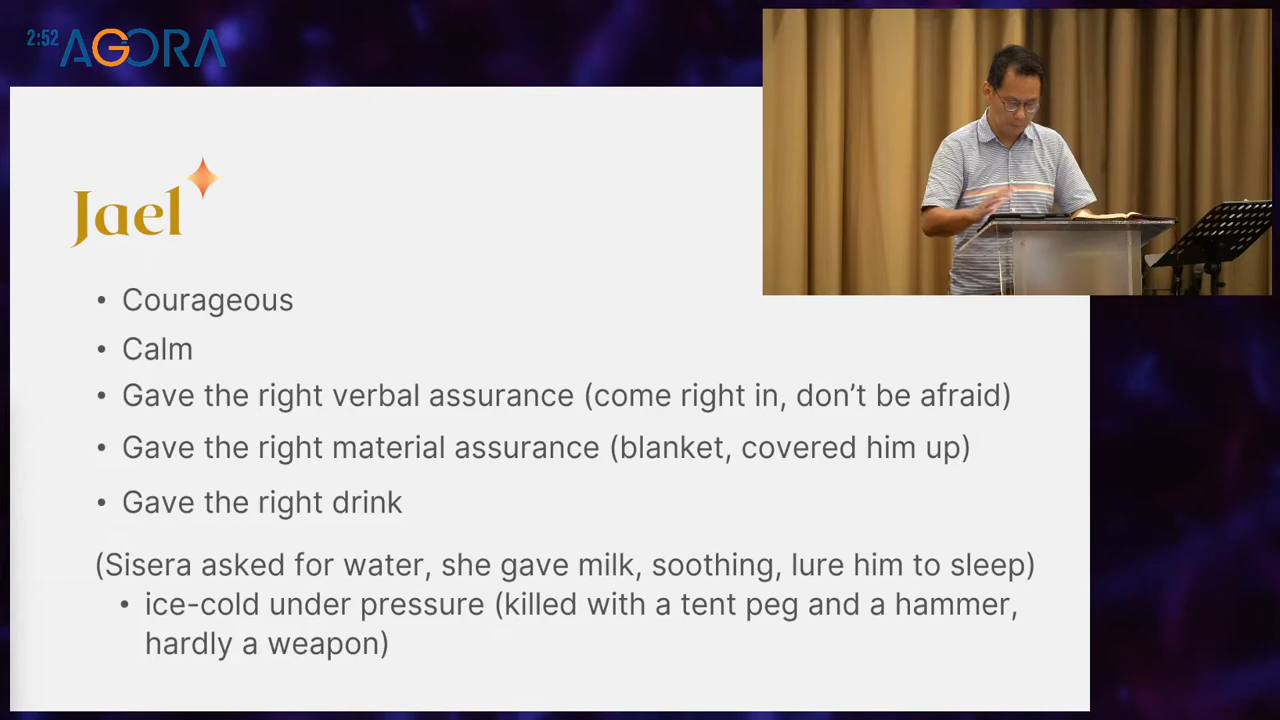 2:52 AGORA
Jael
• Courageous
• Calm
• Gave the right verbal assurance (come right in, don’t be afraid)
• Gave the right material assurance (blanket, covered him up)
• Gave the right drink
(Sisera asked for water, she gave milk, soothing, lure him to sleep)
• ice-cold under pressure (killed with a tent peg and a hammer,
hardly a weapon)